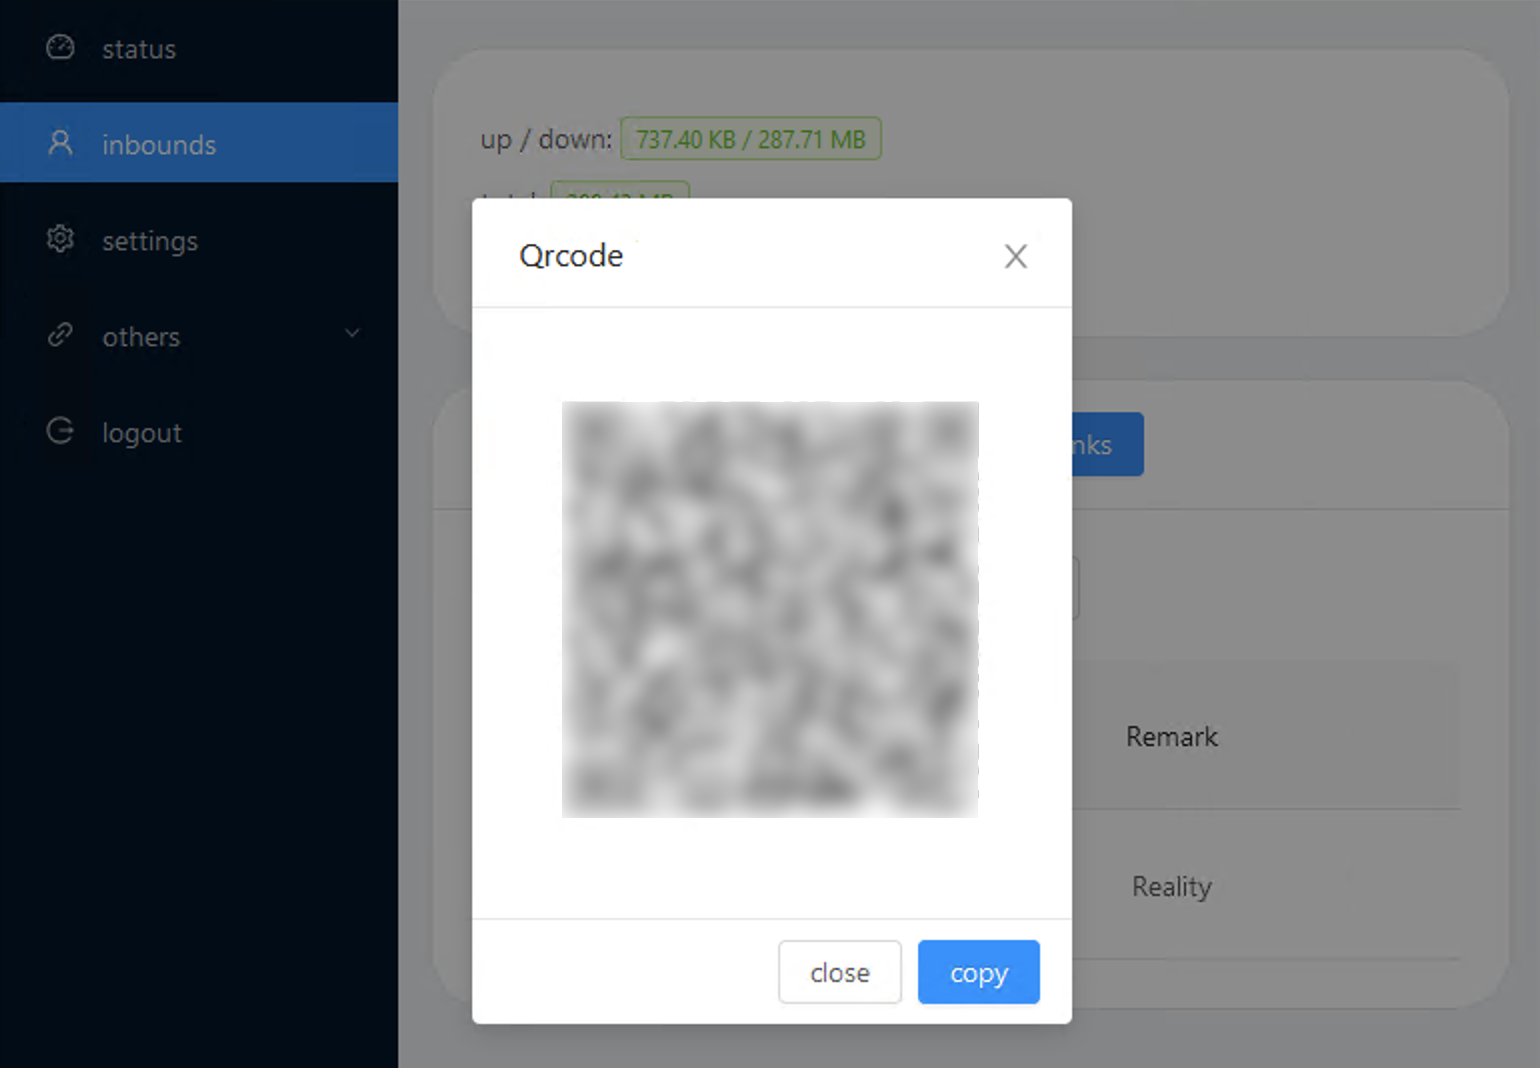 status
inbounds
settings
others
logout
up / down: 737.40 KB / 287.71 MB
Qrcode
nks
Remark
Reality
close
copy